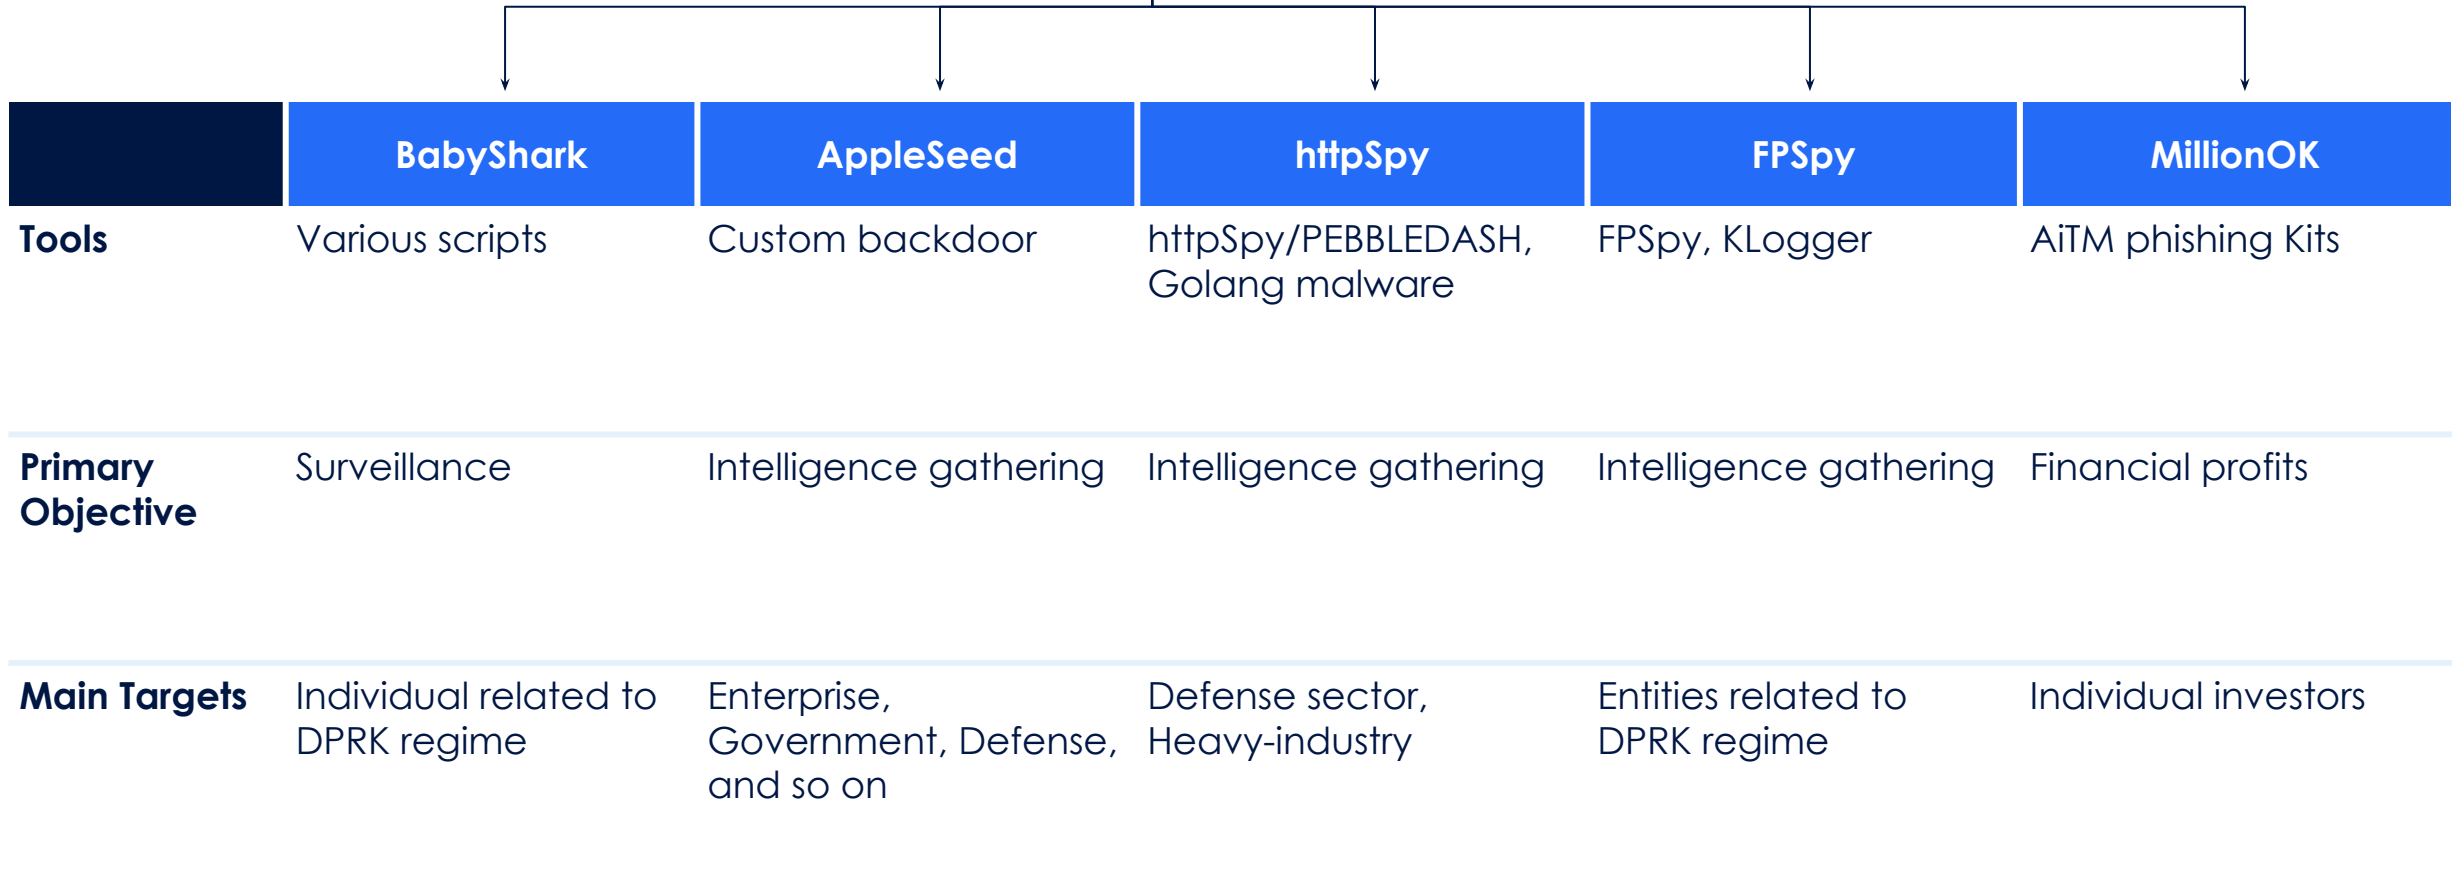 BabyShark
AppleSeed
httpSpy
FPSpy
MillionOK
Tools
Various scripts
Custom backdoor
httpSpy/PEBBLEDASH,
Golang malware
FPSpy, KLogger
AiTM phishing Kits
Primary
Objective
Surveillance
Intelligence gathering
Intelligence gathering
Intelligence gathering
Financial profits
Main Targets
Individual related to
DPRK regime
Enterprise,
Government, Defense,
and so on
Defense sector,
Heavy-industry
Entities related to
DPRK regime
Individual investors